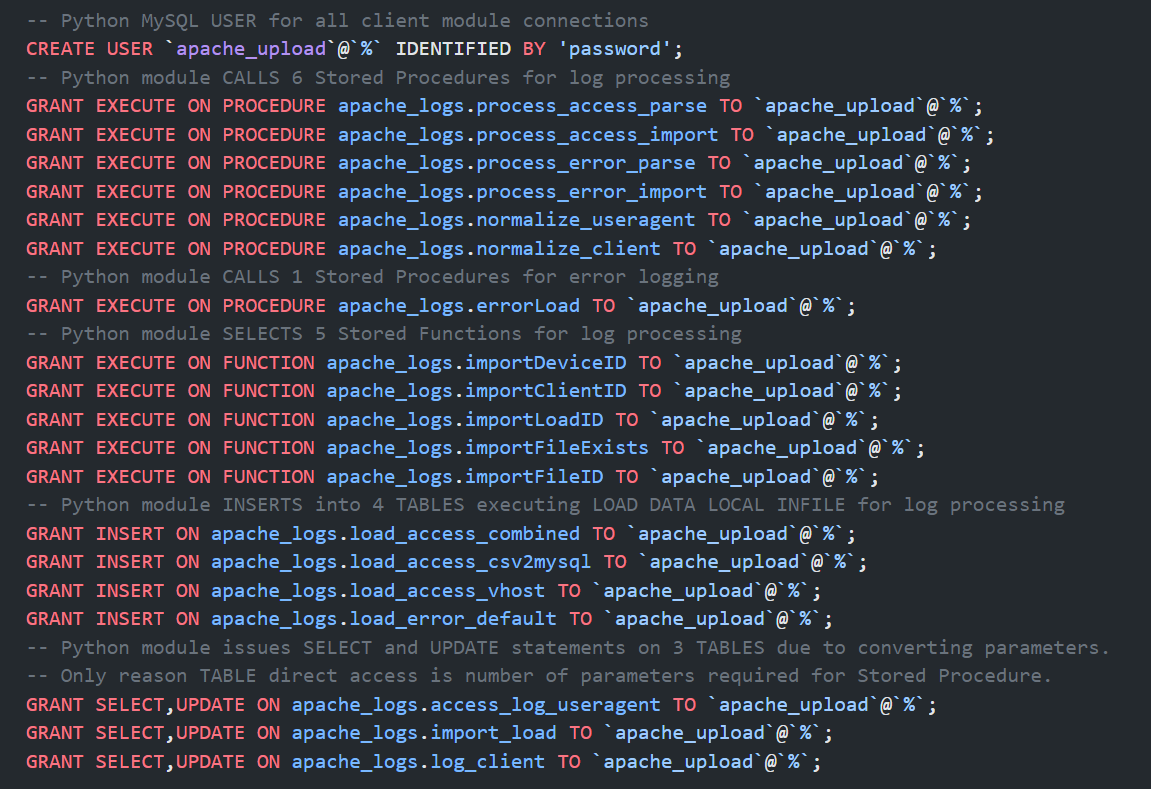 -- Python MySQL USER for all client module connections
CREATE USER `apache_upload`@`%` IDENTIFIED BY 'password';
-- Python module CALLS 6 Stored Procedures for log processing
GRANT EXECUTE ON PROCEDURE apache_logs.process_access_parse TO `apache_upload`@`%`;
GRANT EXECUTE ON PROCEDURE apache_logs.process_access_import TO `apache_upload`@`%`;
GRANT EXECUTE ON PROCEDURE apache_logs.process_error_parse TO `apache_upload`@`%`;
GRANT EXECUTE ON PROCEDURE apache_logs.process_error_import TO `apache_upload`@`%`;
GRANT EXECUTE ON PROCEDURE apache_logs.normalize_useragent TO `apache_upload`@`%`;
GRANT EXECUTE ON PROCEDURE apache_logs.normalize_client TO `apache_upload`@`%`;
-- Python module CALLS 1 Stored Procedures for error logging
GRANT EXECUTE ON PROCEDURE apache_logs.errorLoad TO `apache_upload`@`%`;
-- Python module SELECTS 5 Stored Functions for log processing
GRANT EXECUTE ON FUNCTION apache_logs.importDeviceID TO `apache_upload`@`%`;
GRANT EXECUTE ON FUNCTION apache_logs.importClientID TO `apache_upload`@`%`;
GRANT EXECUTE ON FUNCTION apache_logs.importLoadID TO `apache_upload`@`%`;
GRANT EXECUTE ON FUNCTION apache_logs.importFileExists TO `apache_upload`@`%`;
GRANT EXECUTE ON FUNCTION apache_logs.importFileID TO `apache_upload`@`%`;
-- Python module INSERTS into 4 TABLES executing LOAD DATA LOCAL INFILE for log processing
GRANT INSERT ON apache_logs.load_access_combined TO `apache_upload`@`%`;
GRANT INSERT ON apache_logs.load_access_csv2mysql TO `apache_upload`@`%`;
GRANT INSERT ON apache_logs.load_access_vhost TO `apache_upload`@`%`;
GRANT INSERT ON apache_logs.load_error_default TO `apache_upload`@`%`;
-- Python module issues SELECT and UPDATE statements on 3 TABLES due to converting parameters.
-- Only reason TABLE direct access is number of parameters required for Stored Procedure.
GRANT SELECT,UPDATE ON apache_logs.access_log_useragent TO `apache_upload`@`%`;
GRANT SELECT,UPDATE ON apache_logs.import_load TO `apache_upload`@`%`;
GRANT SELECT,UPDATE ON apache_logs.log_client TO `apache_upload`@`%`;